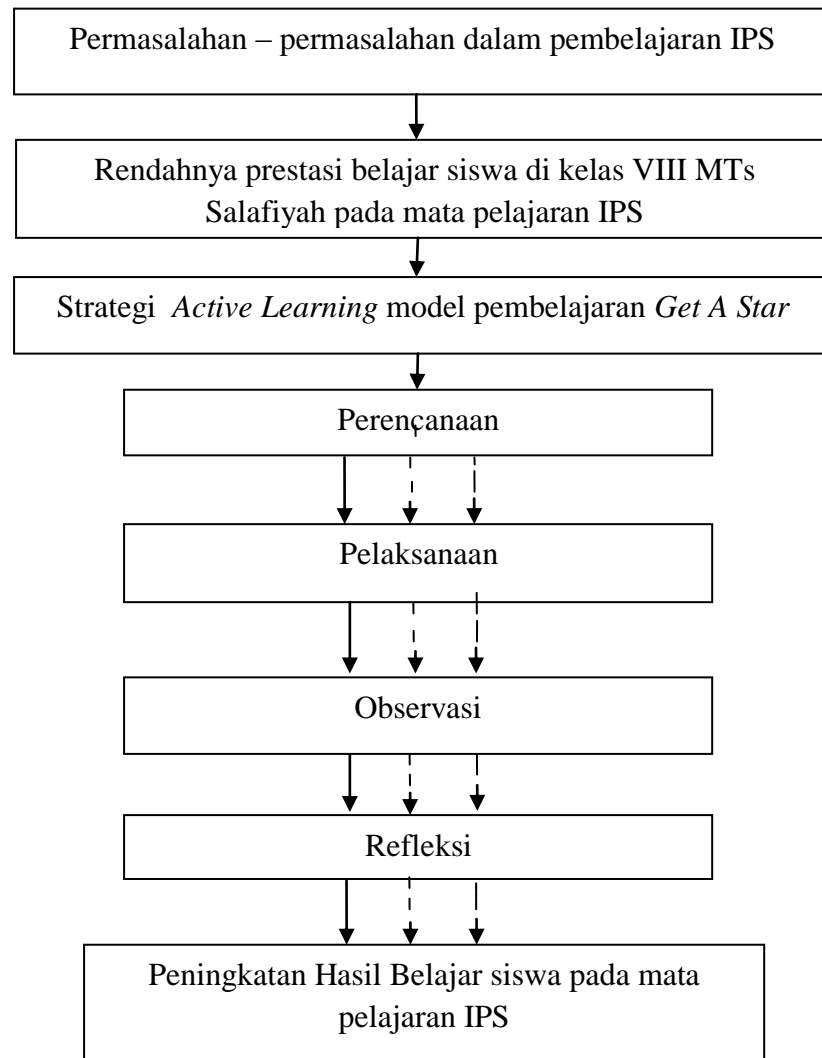 Permasalahan – permasalahan dalam pembelajaran IPS
Rendahnya prestasi belajar siswa di kelas VIII MTs
Salafiyah pada mata pelajaran IPS
Strategi Active Learning model pembelajaran Get A Star
Perencanaan
Pelaksanaan
Observasi
Refleksi
Peningkatan Hasil Belajar siswa pada mata
pelajaran IPS